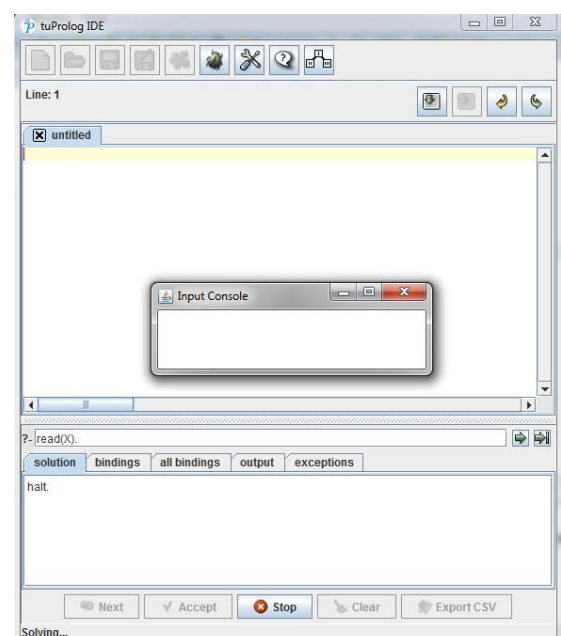 tuProlog IDE
Line: 1
untitled
Input Console
?- read(X).
solution bindings all bindings output exceptions
halt.
Next Accept Stop Clear Export CSV
Solving...